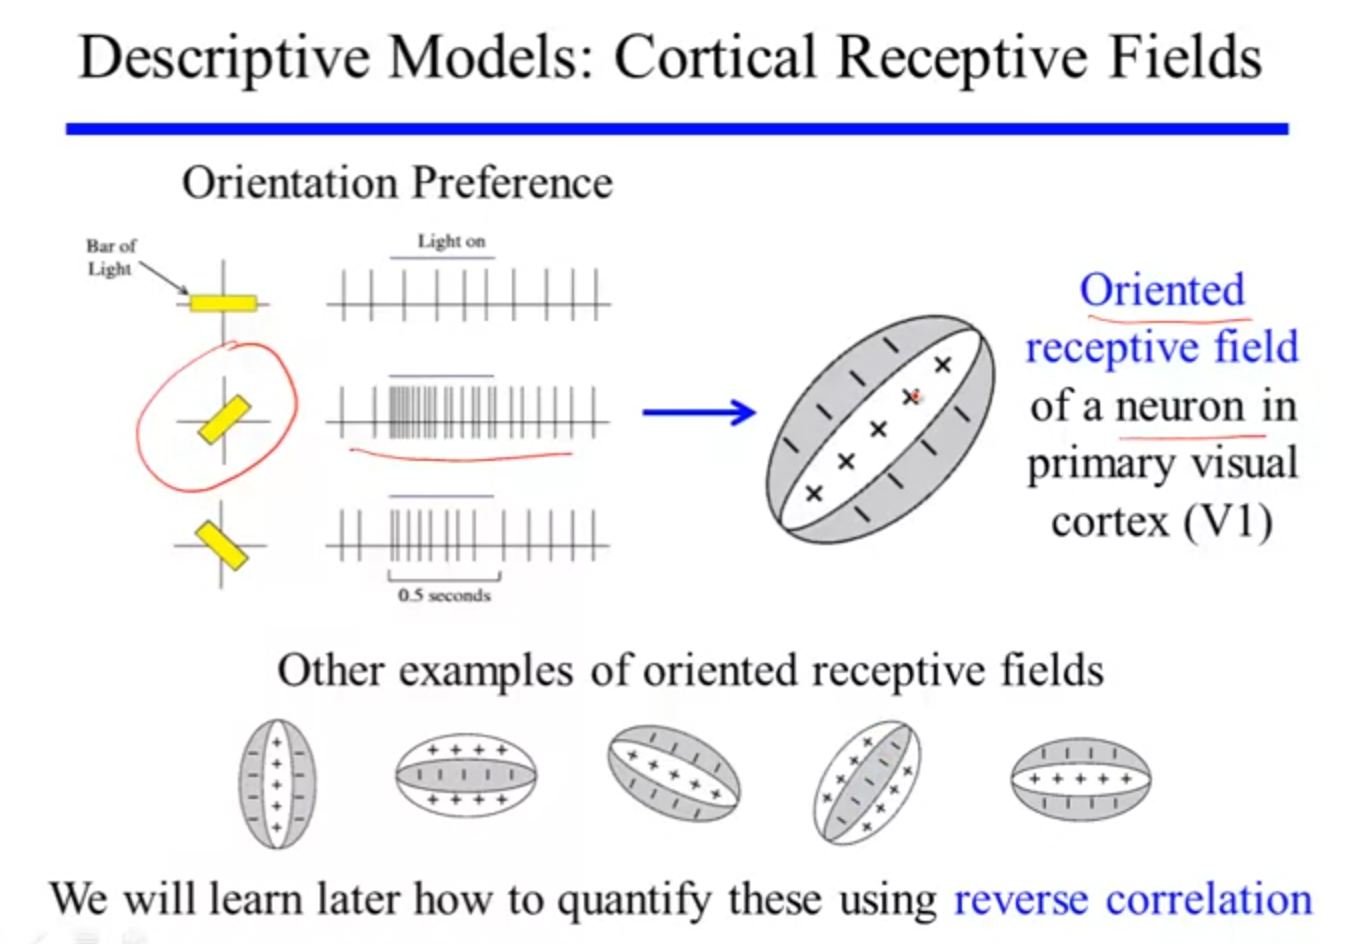 Descriptive Models: Cortical Receptive Fields
Orientation Preference
Bar of
Light
Light on
0.5 seconds
Oriented
receptive field
of a neuron in
primary visual
cortex (V1)
Other examples of oriented receptive fields
We will learn later how to quantify these using reverse correlation